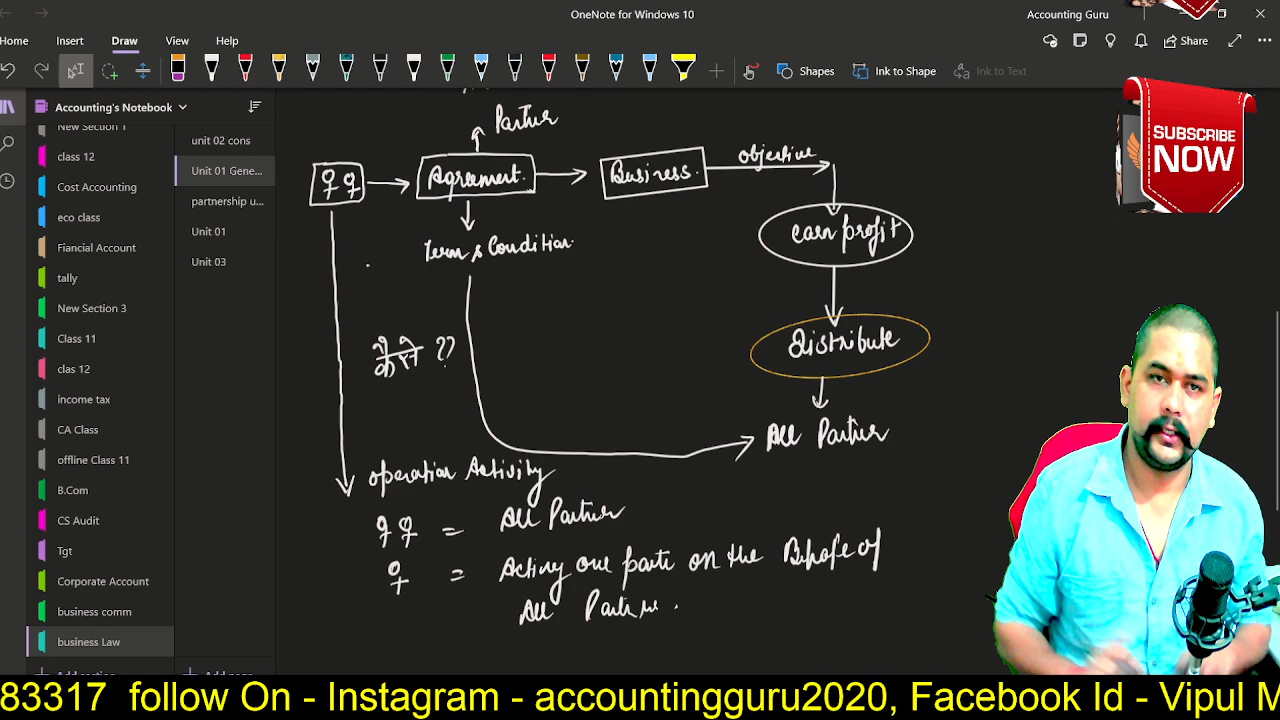 OneNote for Windows 10
Accounting Guru
Home Insert Draw View Help
Share
Shapes
Ink to Shape
Ink to Text
Accounting's Notebook
New Section 1
class 12
Cost Accounting
eco class
Fiancial Account
tally
New Section 3
Class 11
clas 12
income tax
CA Class
offline Class 11
B.Com
CS Audit
Tgt
Corporate Account
business comm
business Law
unit 02 cons
Unit 01 Gene...
partnership u...
Unit 01
Unit 03
Partner
Agreement.
Business.
objective
Term & Condition
earn profit
Distribute
??
All Partner
operation Activity
= All Partner
= Acting one parte on the Behofe of
All Partner.
SUBSCRIBE
NOW
83317 follow On - Instagram - accountingguru2020, Facebook Id - Vipul M